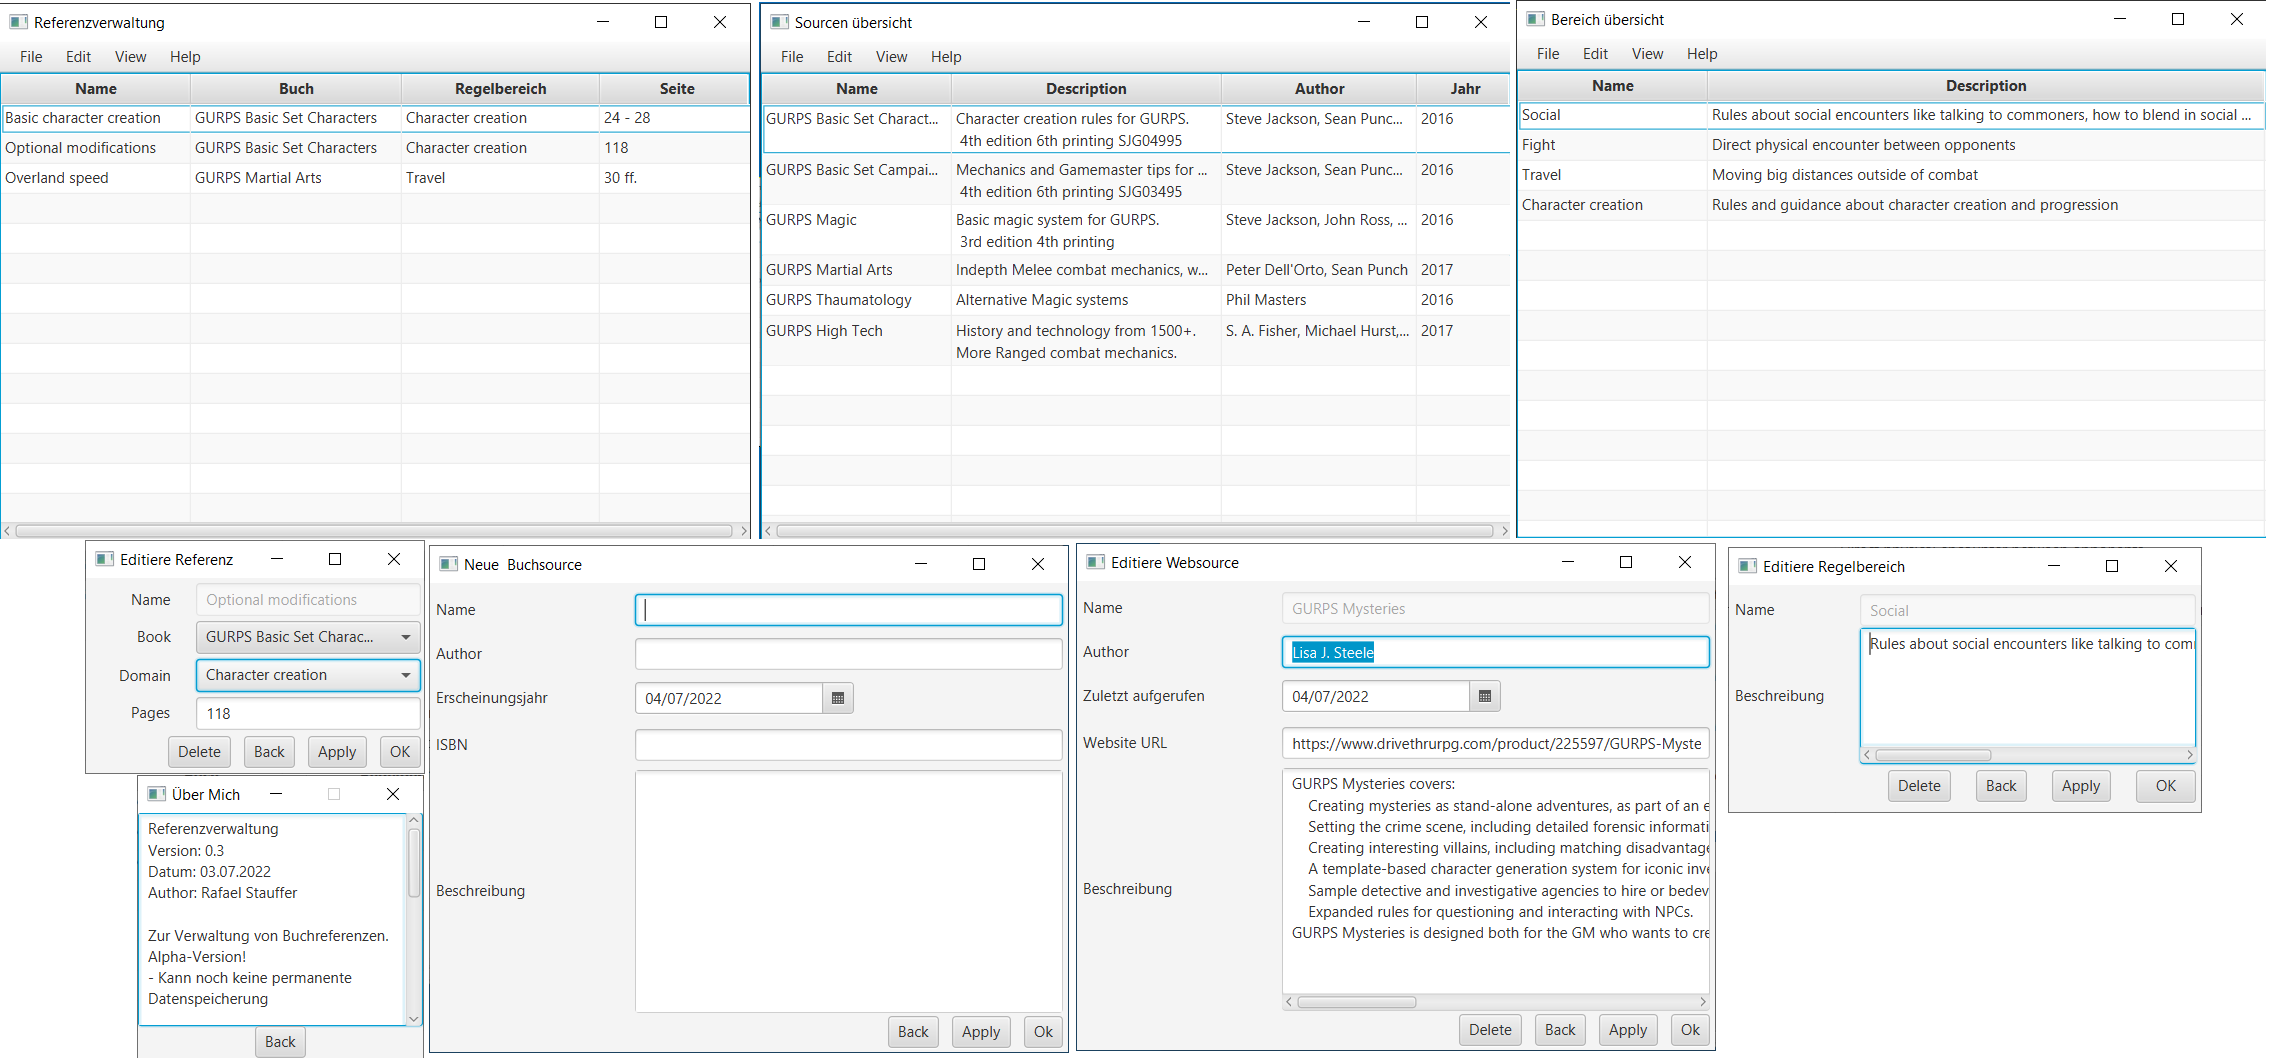 Referenzverwaltung
File Edit View Help
Name Buch Regelbereich Seite
Basic character creation GURPS Basic Set Characters Character creation 24 - 28
Optional modifications GURPS Basic Set Characters Character creation 118
Overland speed GURPS Martial Arts Travel 30 ff.
Sourcen übersicht
File Edit View Help
Name Description Author Jahr
GURPS Basic Set Charact... Character creation rules for GURPS. Steve Jackson, Sean Punc... 2016
4th edition 6th printing SJG04995
GURPS Basic Set Campai... Mechanics and Gamemaster tips for ... Steve Jackson, Sean Punc... 2016
4th edition 6th printing SJG03495
GURPS Magic Basic magic system for GURPS. Steve Jackson, John Ross, ... 2016
3rd edition 4th printing
GURPS Martial Arts Indepth Melee combat mechanics, w... Peter Dell'Orto, Sean Punch 2017
GURPS Thaumatology Alternative Magic systems Phil Masters 2016
GURPS High Tech History and technology from 1500+. S. A. Fisher, Michael Hurst,... 2017
More Ranged combat mechanics.
Bereich übersicht
File Edit View Help
Name Description
Social Rules about social encounters like talking to commoners, how to blend in social ...
Fight Direct physical encounter between opponents
Travel Moving big distances outside of combat
Character creation Rules and guidance about character creation and progression
Editiere Referenz
Name Optional modifications
Book GURPS Basic Set Charac...
Domain Character creation
Pages 118
Delete Back Apply OK
Über Mich
Referenzverwaltung
Version: 0.3
Datum: 03.07.2022
Author: Rafael Stauffer
Zur Verwaltung von Buchreferenzen.
Alpha-Version!
- Kann noch keine permanente
Datenspeicherung
Back
Neue Buchsource
Name
Author
Erscheinungsjahr 04/07/2022
ISBN
Beschreibung
Back Apply Ok
Editiere Websource
Name GURPS Mysteries
Author Lisa J. Steele
Zuletzt aufgerufen 04/07/2022
Website URL https://www.drivethrurpg.com/product/225597/GURPS-Myste
Beschreibung
GURPS Mysteries covers:
Creating mysteries as stand-alone adventures, as part of an e
Setting the crime scene, including detailed forensic informati
Creating interesting villains, including matching disadvantage
A template-based character generation system for iconic inve
Sample detective and investigative agencies to hire or bedev
Expanded rules for questioning and interacting with NPCs.
GURPS Mysteries is designed both for the GM who wants to cre
Delete Back Apply Ok
Editiere Regelbereich
Name Social
Beschreibung Rules about social encounters like talking to com
Delete Back Apply OK